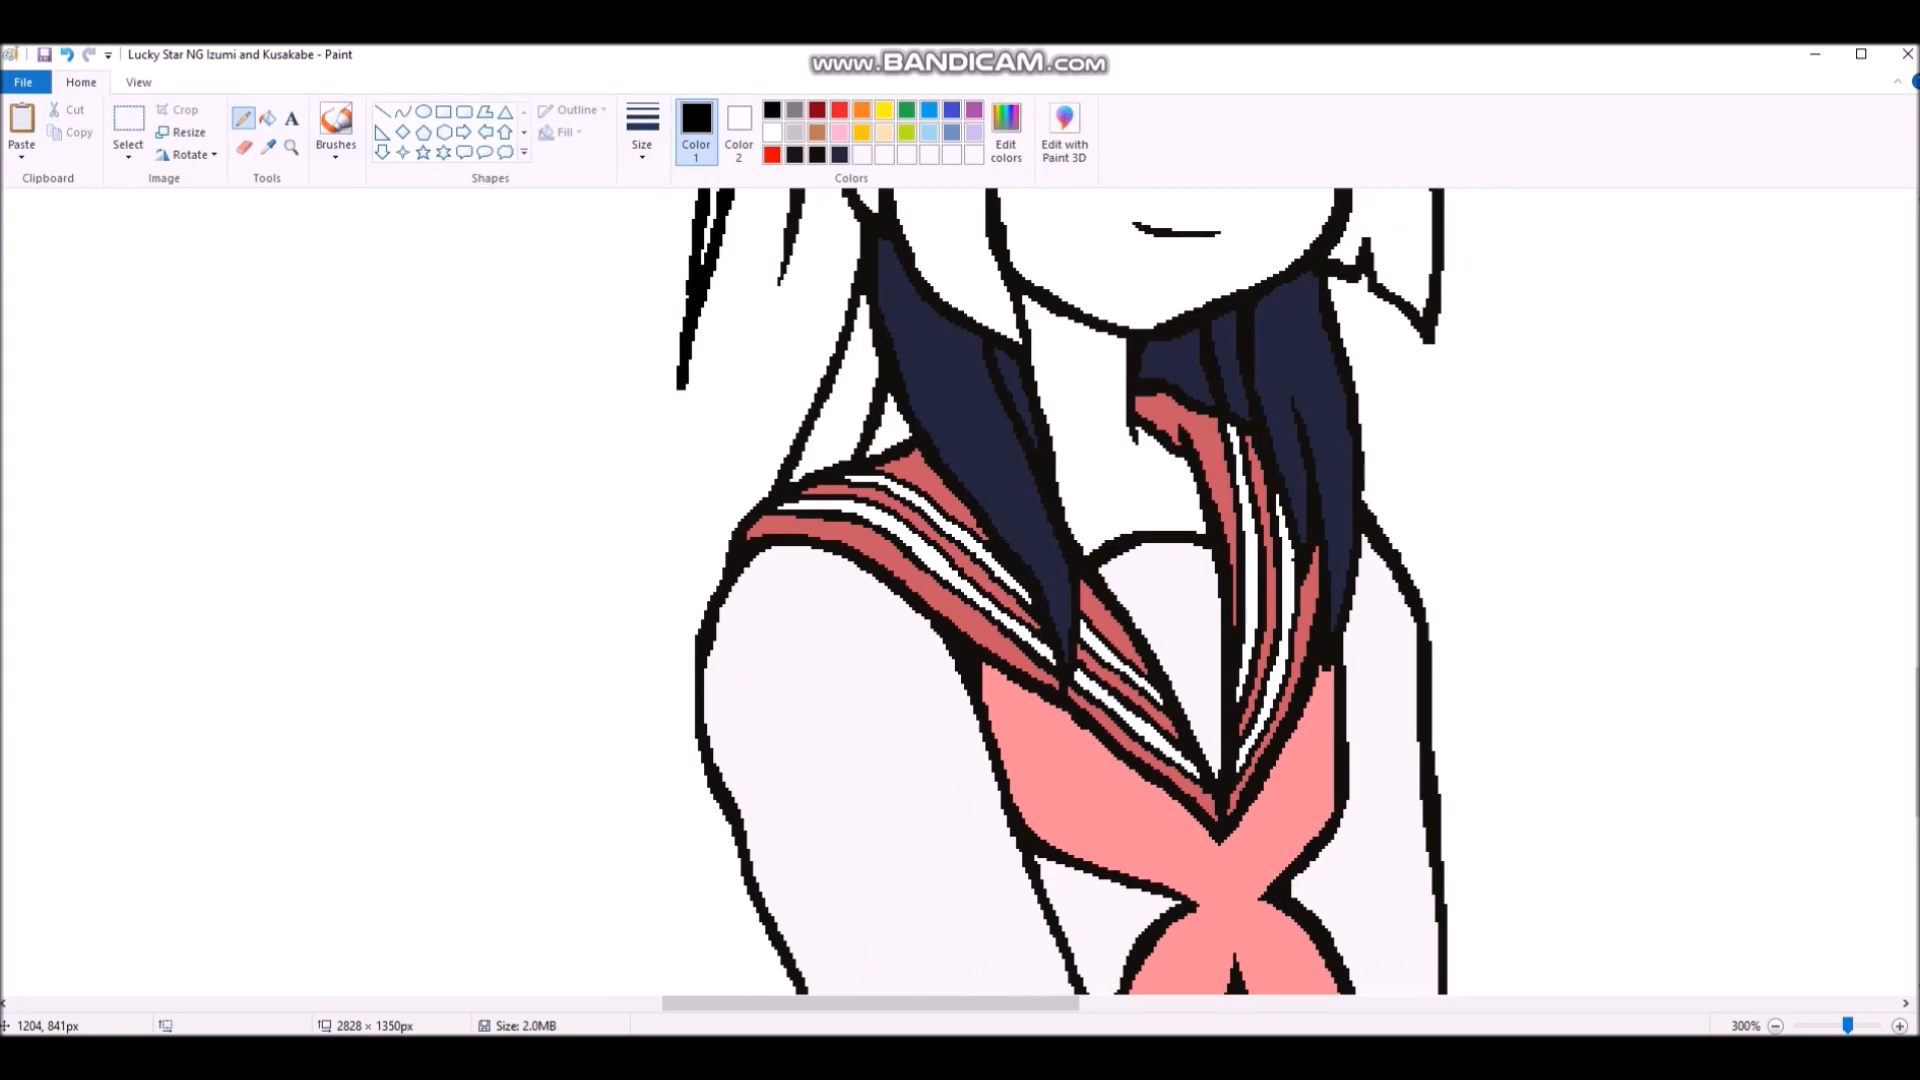 Lucky Star NG Izumi and Kusakabe - Paint
www.BANDICAM.com
File Home View
Cut Crop Outline
Copy Resize Fill
Paste Select Rotate Brushes Size Color 1 Color 2 Edit colors Edit with Paint 3D
Clipboard Image Tools Shapes Colors
1204, 841px 2828 × 1350px Size: 2.0MB 300%